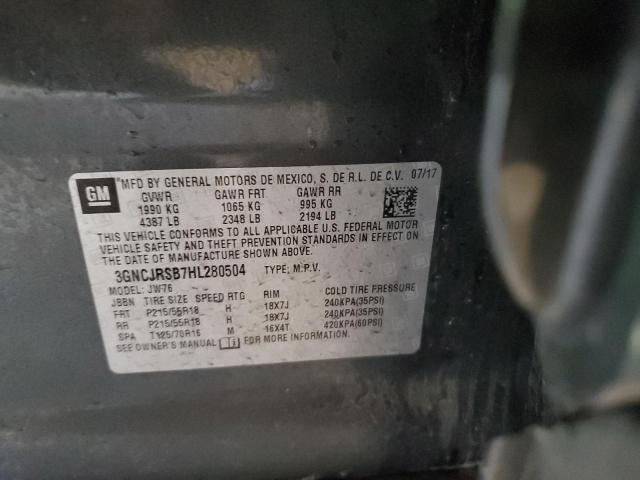 GM
MFD BY GENERAL MOTORS DE MEXICO, S. DE R.L. DE C.V. 07/17
GVWR GAWR FRT GAWR RR
1990 KG 1065 KG 995 KG
4387 LB 2348 LB 2194 LB
THIS VEHICLE CONFORMS TO ALL APPLICABLE U.S. FEDERAL MOTOR
VEHICLE SAFETY AND THEFT PREVENTION STANDARDS IN EFFECT ON
THE DATE OF MANUFACTURE SHOWN ABOVE.
3GNCJRSB7HL280504 TYPE; M.P.V.
MODEL: JW76
JBBN TIRE SIZE SPEED RTG RIM COLD TIRE PRESSURE
FRT P215/55R18 H 18X7J 240KPA(35PSI)
RR P215/55R18 H 18X7J 240KPA(35PSI)
SPA T125/70R16 M 16X4T 420KPA(60PSI)
SEE OWNER'S MANUAL FOR MORE INFORMATION.